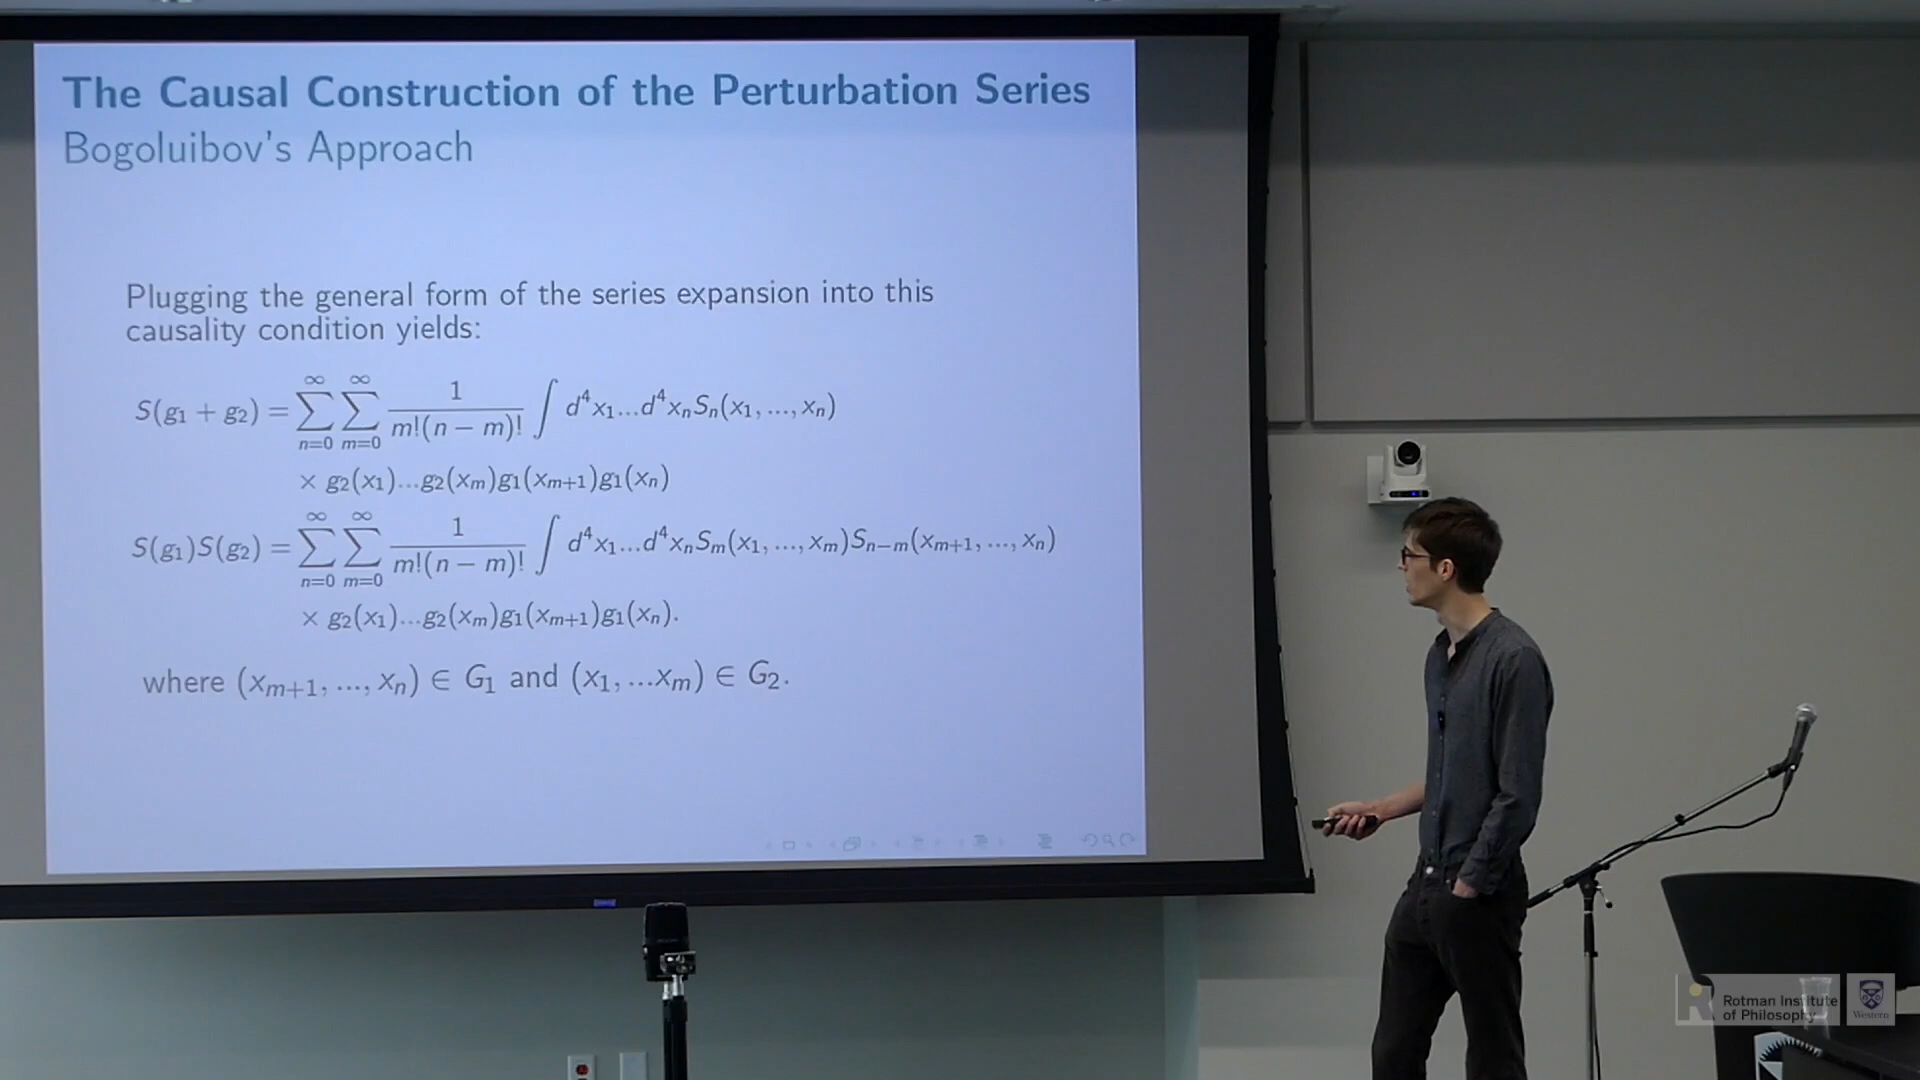 The Causal Construction of the Perturbation Series
Bogoluibov's Approach
Plugging the general form of the series expansion into this
causality condition yields:
S(g₁ + g₂) = ∑_{n=0}^{∞} ∑_{m=0}^{∞} 1/(m!(n − m)!) ∫ d⁴x₁...d⁴xₙSₙ(x₁, ..., xₙ)
× g₂(x₁)...g₂(xₘ)g₁(xₘ₊₁)g₁(xₙ)
S(g₁)S(g₂) = ∑_{n=0}^{∞} ∑_{m=0}^{∞} 1/(m!(n − m)!) ∫ d⁴x₁...d⁴xₙSₘ(x₁, ..., xₘ)Sₙ₋ₘ(xₘ₊₁, ..., xₙ)
× g₂(x₁)...g₂(xₘ)g₁(xₘ₊₁)g₁(xₙ).
where (xₘ₊₁, ..., xₙ) ∈ G₁ and (x₁, ...xₘ) ∈ G₂.
R Rotman Institute
of Philosophy
Western